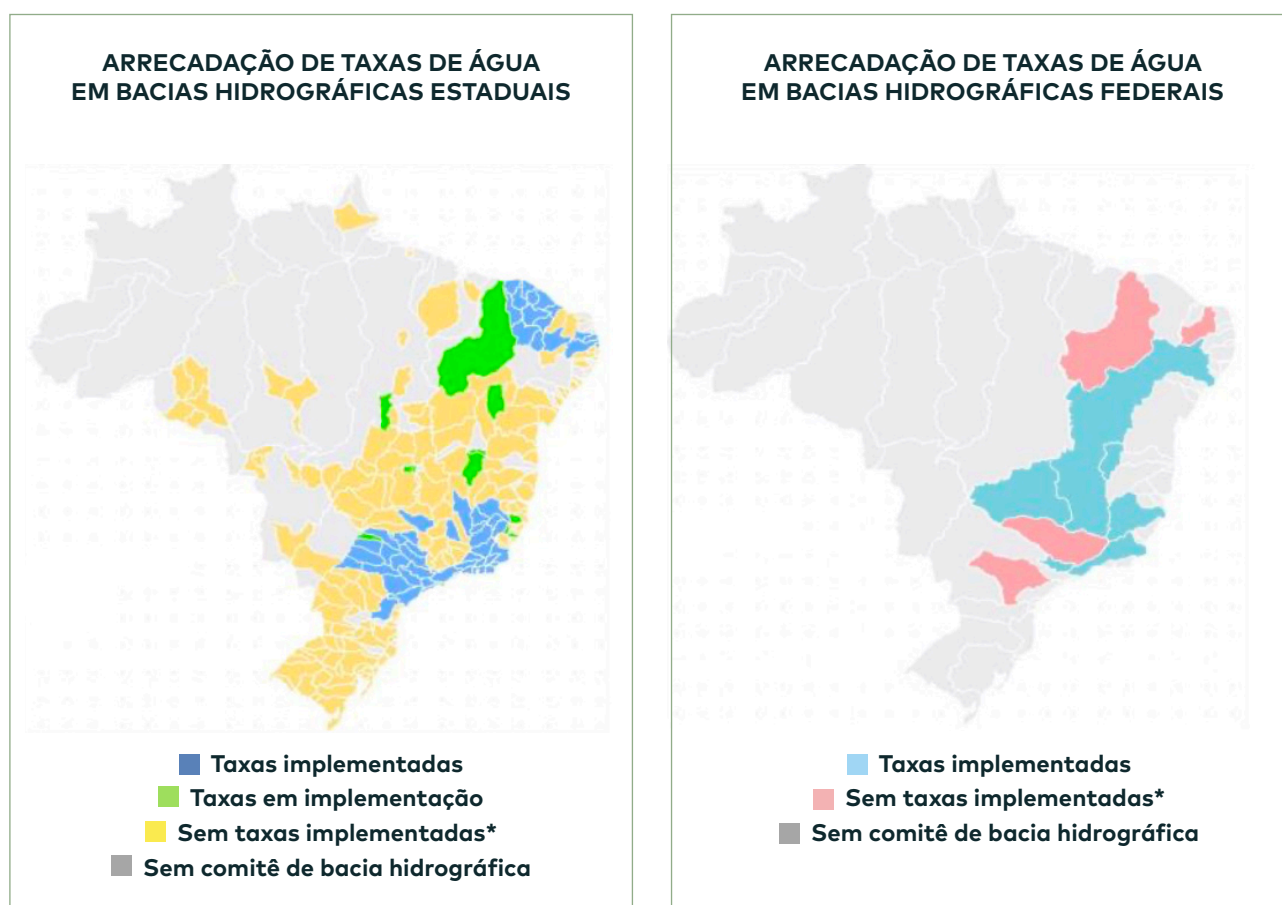 ARRECADAÇÃO DE TAXAS DE ÁGUA
EM BACIAS HIDROGRÁFICAS ESTADUAIS
Taxas implementadas
Taxas em implementação
Sem taxas implementadas*
Sem comitê de bacia hidrográfica
ARRECADAÇÃO DE TAXAS DE ÁGUA
EM BACIAS HIDROGRÁFICAS FEDERAIS
Taxas implementadas
Sem taxas implementadas*
Sem comitê de bacia hidrográfica